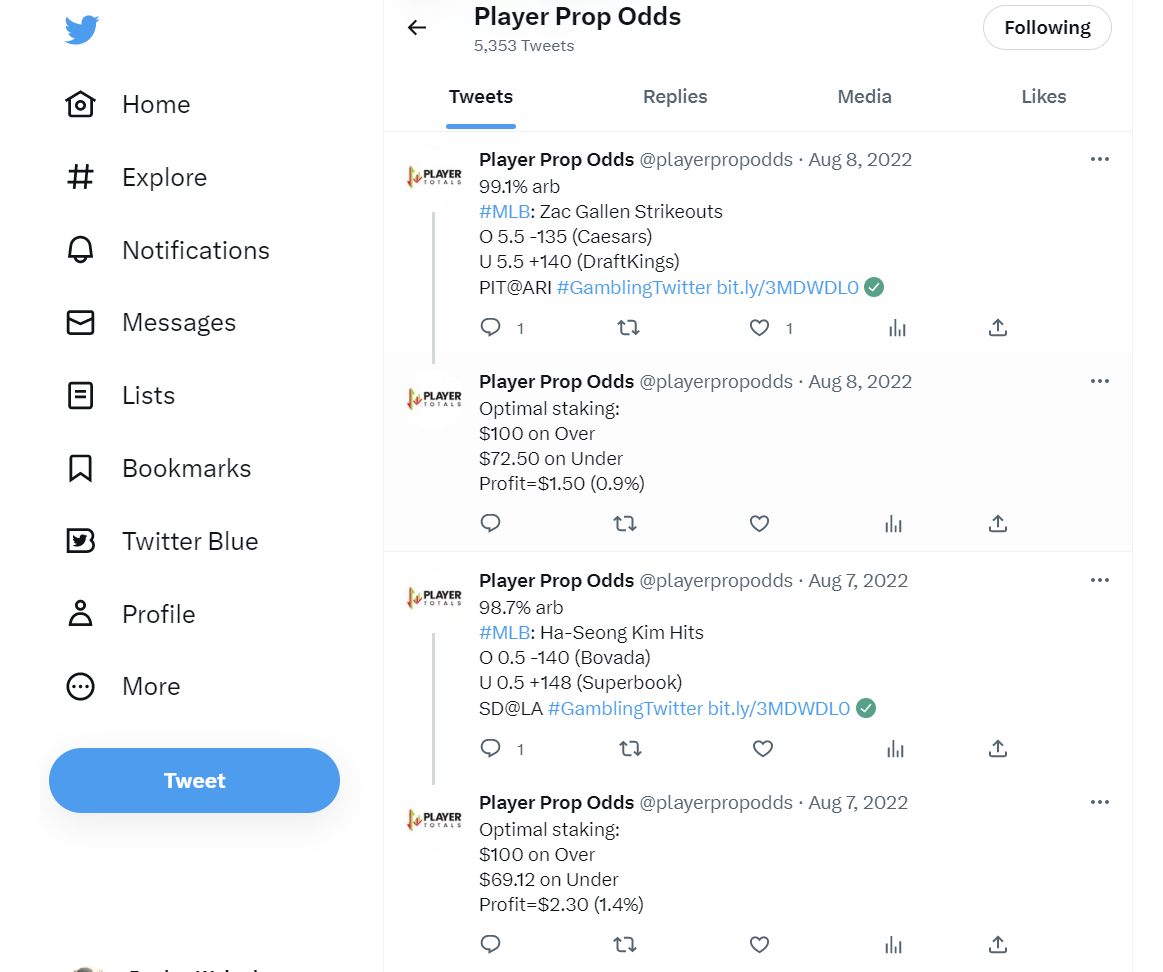 Player Prop Odds
5,353 Tweets
Following
Tweets Replies Media Likes
Home
Explore
Notifications
Messages
Lists
Bookmarks
Twitter Blue
Profile
More
Tweet
PLAYER
TOTALS
Player Prop Odds @playerpropodds · Aug 8, 2022
99.1% arb
#MLB: Zac Gallen Strikeouts
O 5.5 -135 (Caesars)
U 5.5 +140 (DraftKings)
PIT@ARI #GamblingTwitter bit.ly/3MDWDL0
1 1
PLAYER
TOTALS
Player Prop Odds @playerpropodds · Aug 8, 2022
Optimal staking:
$100 on Over
$72.50 on Under
Profit=$1.50 (0.9%)
PLAYER
TOTALS
Player Prop Odds @playerpropodds · Aug 7, 2022
98.7% arb
#MLB: Ha-Seong Kim Hits
O 0.5 -140 (Bovada)
U 0.5 +148 (Superbook)
SD@LA #GamblingTwitter bit.ly/3MDWDL0
1
PLAYER
TOTALS
Player Prop Odds @playerpropodds · Aug 7, 2022
Optimal staking:
$100 on Over
$69.12 on Under
Profit=$2.30 (1.4%)